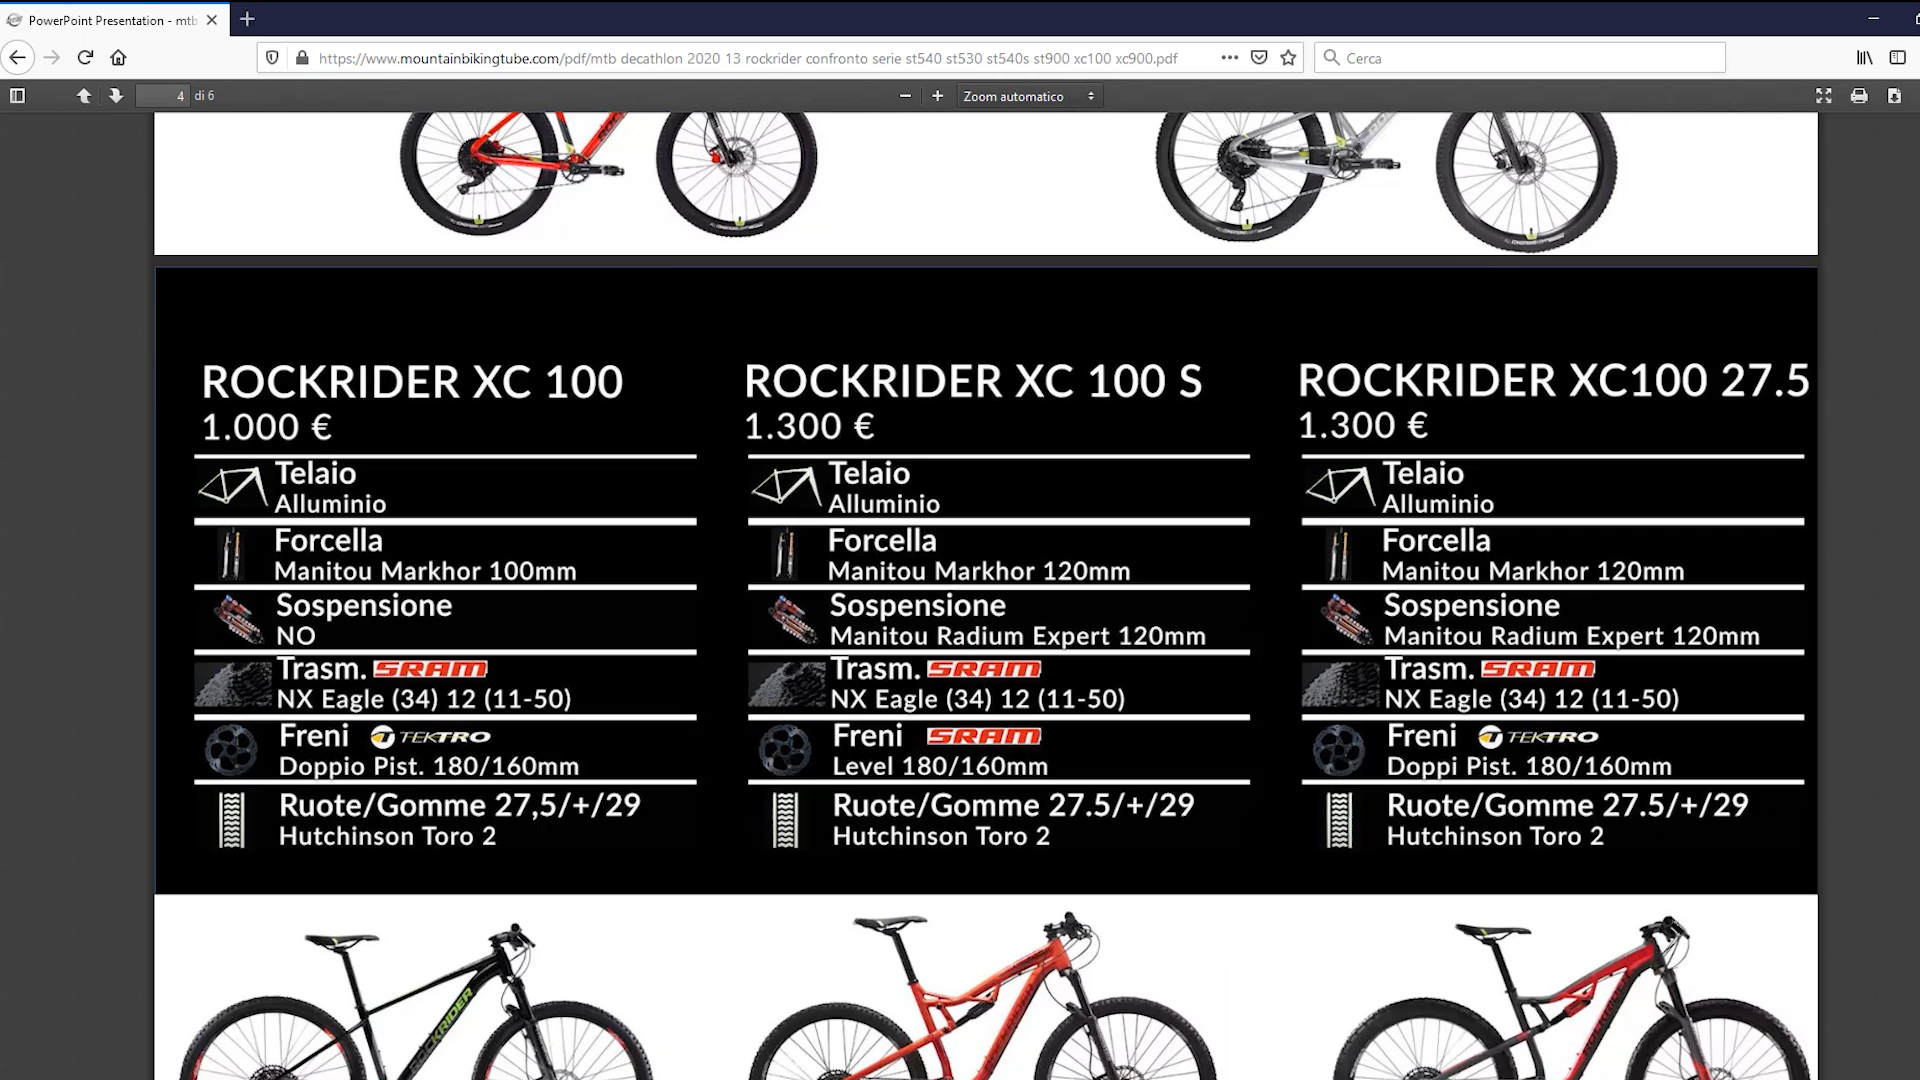 PowerPoint Presentation - mtb
https://www.mountainbikingtube.com/pdf/mtb decathlon 2020 13 rockrider confronto serie st540 st530 st540s st900 xc100 xc900.pdf
Cerca
4 di 6
Zoom automatico
ROCKRIDER XC 100
1.000 €
Telaio
Alluminio
Forcella
Manitou Markhor 100mm
Sospensione
NO
Trasm. SRAM
NX Eagle (34) 12 (11-50)
Freni TEKTRO
Doppio Pist. 180/160mm
Ruote/Gomme 27,5/+/29
Hutchinson Toro 2
ROCKRIDER XC 100 S
1.300 €
Telaio
Alluminio
Forcella
Manitou Markhor 120mm
Sospensione
Manitou Radium Expert 120mm
Trasm. SRAM
NX Eagle (34) 12 (11-50)
Freni SRAM
Level 180/160mm
Ruote/Gomme 27.5/+/29
Hutchinson Toro 2
ROCKRIDER XC100 27.5
1.300 €
Telaio
Alluminio
Forcella
Manitou Markhor 120mm
Sospensione
Manitou Radium Expert 120mm
Trasm. SRAM
NX Eagle (34) 12 (11-50)
Freni TEKTRO
Doppi Pist. 180/160mm
Ruote/Gomme 27.5/+/29
Hutchinson Toro 2
ROCKRIDER